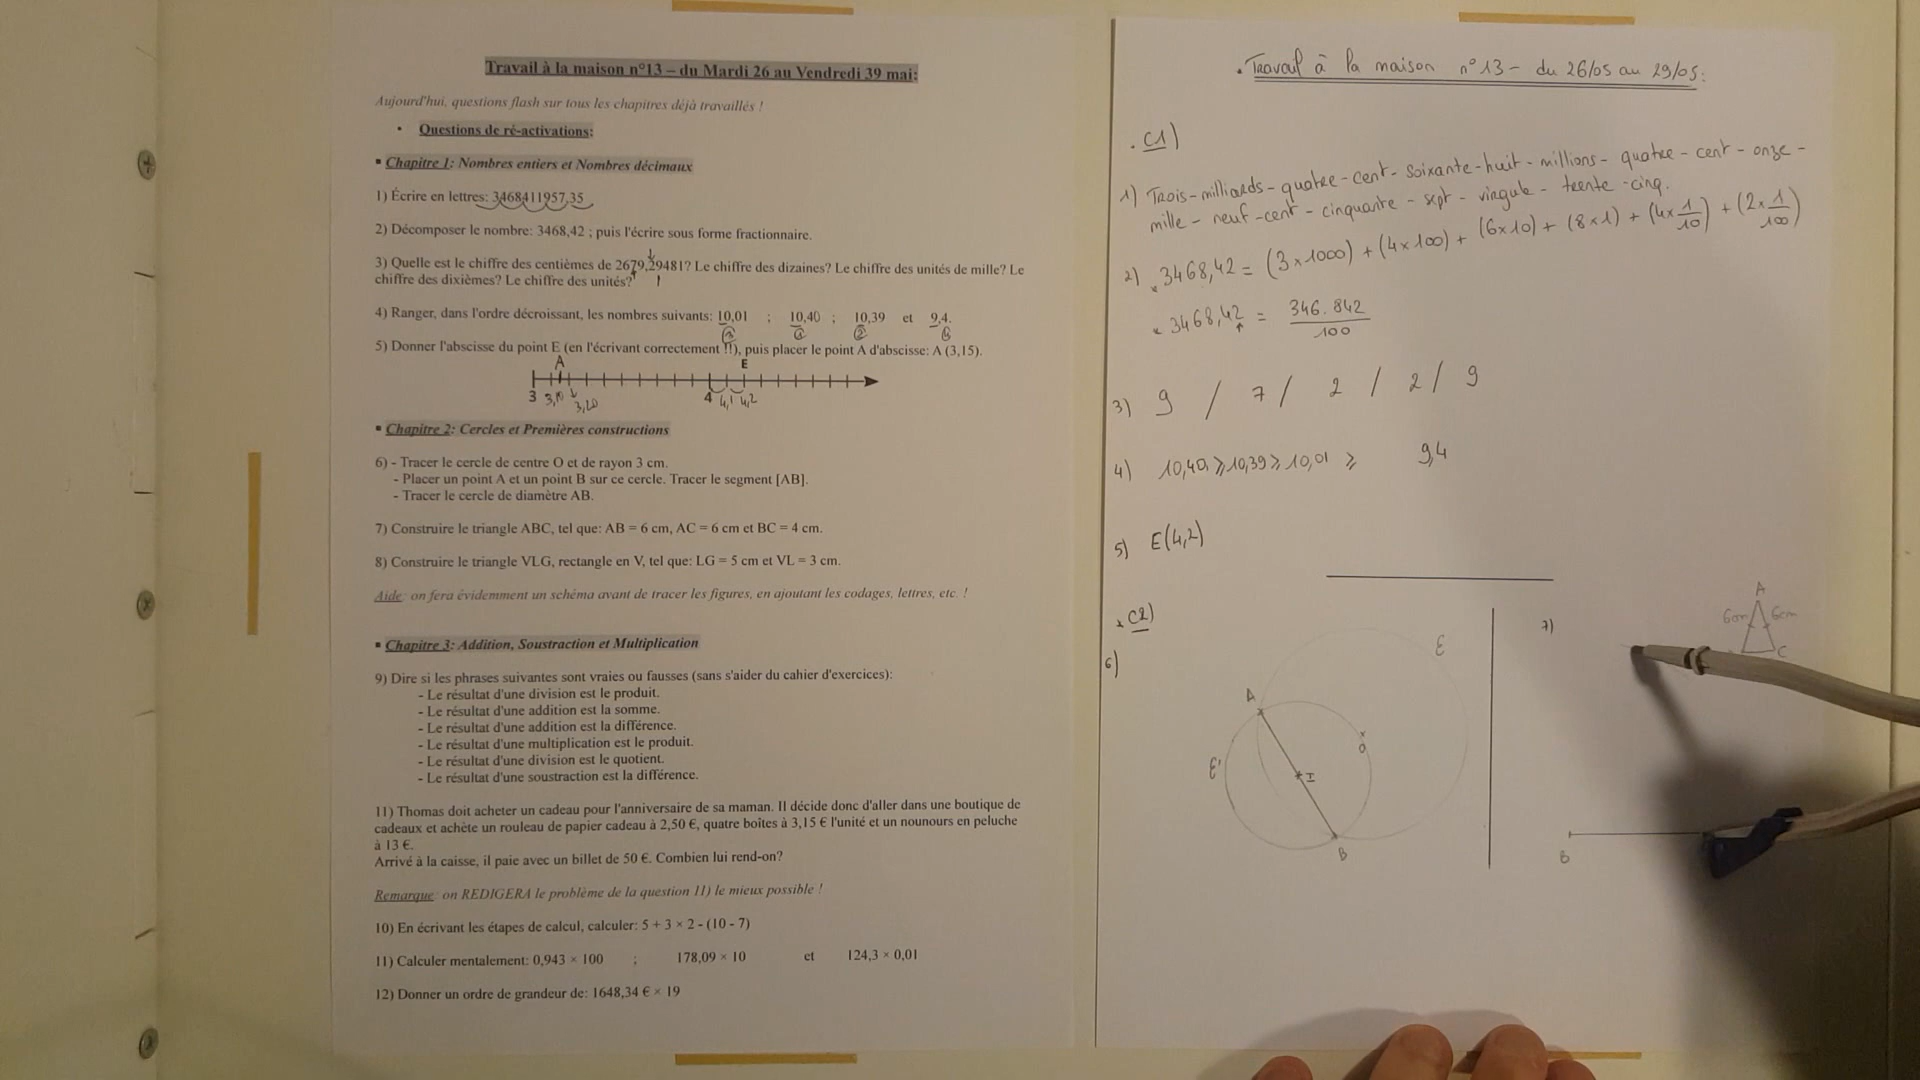 Travail à la maison n°13 – du Mardi 26 au Vendredi 39 mai:
Aujourd'hui, questions flash sur tous les chapitres déjà travaillés !
• Questions de ré-activations:
▪ Chapitre 1: Nombres entiers et Nombres décimaux
1) Écrire en lettres: 3468411957,35
2) Décomposer le nombre: 3468,42 ; puis l'écrire sous forme fractionnaire.
3) Quelle est le chiffre des centièmes de 2679,29481? Le chiffre des dizaines? Le chiffre des unités de mille? Le
chiffre des dixièmes? Le chiffre des unités?
4) Ranger, dans l'ordre décroissant, les nombres suivants: 10,01 ; 10,40 ; 10,39 et 9,4.
5) Donner l'abscisse du point E (en l'écrivant correctement !!), puis placer le point A d'abscisse: A (3,15).
A E
3 3,10 3,20 4 4,1 4,2
▪ Chapitre 2: Cercles et Premières constructions
6) - Tracer le cercle de centre O et de rayon 3 cm.
- Placer un point A et un point B sur ce cercle. Tracer le segment [AB].
- Tracer le cercle de diamètre AB.
7) Construire le triangle ABC, tel que: AB = 6 cm, AC = 6 cm et BC = 4 cm.
8) Construire le triangle VLG, rectangle en V, tel que: LG = 5 cm et VL = 3 cm.
Aide: on fera évidemment un schéma avant de tracer les figures, en ajoutant les codages, lettres, etc. !
▪ Chapitre 3: Addition, Soustraction et Multiplication
9) Dire si les phrases suivantes sont vraies ou fausses (sans s'aider du cahier d'exercices):
- Le résultat d'une division est le produit.
- Le résultat d'une addition est la somme.
- Le résultat d'une addition est la différence.
- Le résultat d'une multiplication est le produit.
- Le résultat d'une division est le quotient.
- Le résultat d'une soustraction est la différence.
11) Thomas doit acheter un cadeau pour l'anniversaire de sa maman. Il décide donc d'aller dans une boutique de
cadeaux et achète un rouleau de papier cadeau à 2,50 €, quatre boîtes à 3,15 € l'unité et un nounours en peluche
à 13 €.
Arrivé à la caisse, il paie avec un billet de 50 €. Combien lui rend-on?
Remarque: on REDIGERA le problème de la question 11) le mieux possible !
10) En écrivant les étapes de calcul, calculer: 5 + 3 × 2 - (10 - 7)
11) Calculer mentalement: 0,943 × 100 ; 178,09 × 10 et 124,3 × 0,01
12) Donner un ordre de grandeur de: 1648,34 € × 19
. Travail à la maison n°13 – du 26/05 au 29/05:
. C1)
1) Trois-milliards-quatre-cent-soixante-huit-millions-quatre-cent-onze-
mille-neuf-cent-cinquante-sept-virgule-trente-cinq.
2) 3468,42 = (3×1000) + (4×100) + (6×10) + (8×1) + (4×1/10) + (2×1/100)
3468,42 = 346.842/100
3) 9 / 7 / 2 / 2 / 9
4) 10,40 ≥ 10,39 ≥ 10,01 ≥ 9,4
5) E(4,2)
C2)
6)
A
O
I
B
7)
A
6cm 6cm
C
B